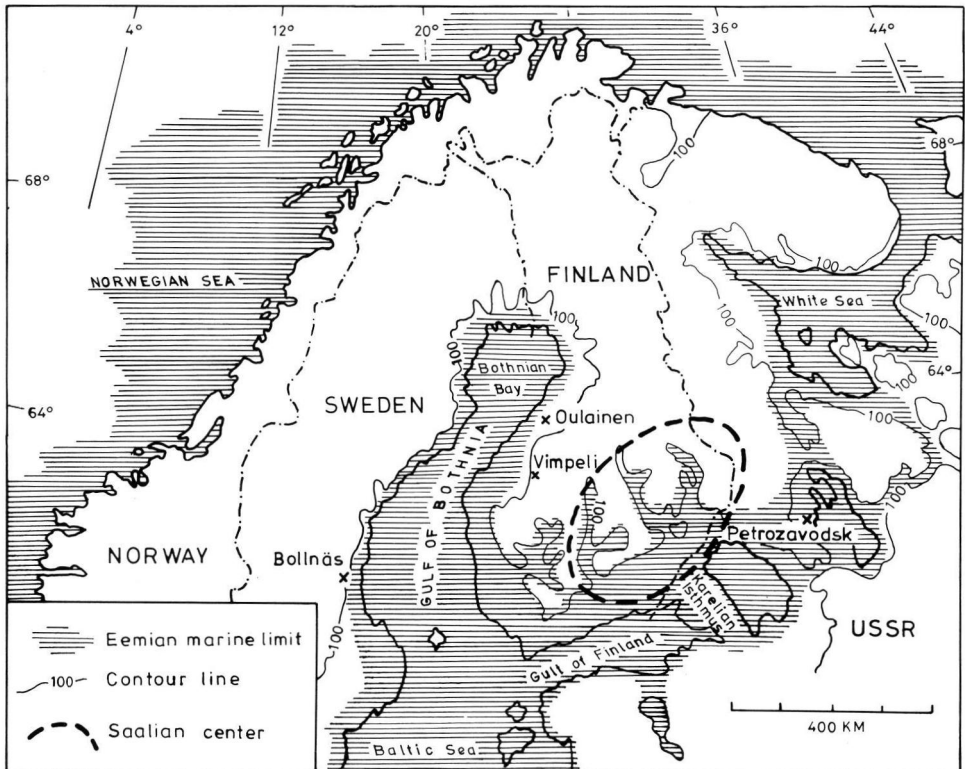 4°
12°
20°
36°
44°
68°
68°
100
100
NORWEGIAN SEA
FINLAND
100
White Sea
100
100
100
100
Bothnian
Bay
64°
64°
SWEDEN
100
100
Oulainen
Vimpeli
GULF OF BOTHNIA
100
100
Petrozavodsk
NORWAY
Bollnäs
Karelian
Isthmus
USSR
100
Gulf of Finland
Baltic Sea
Eemian marine limit
100 Contour line
Saalian center
400 KM